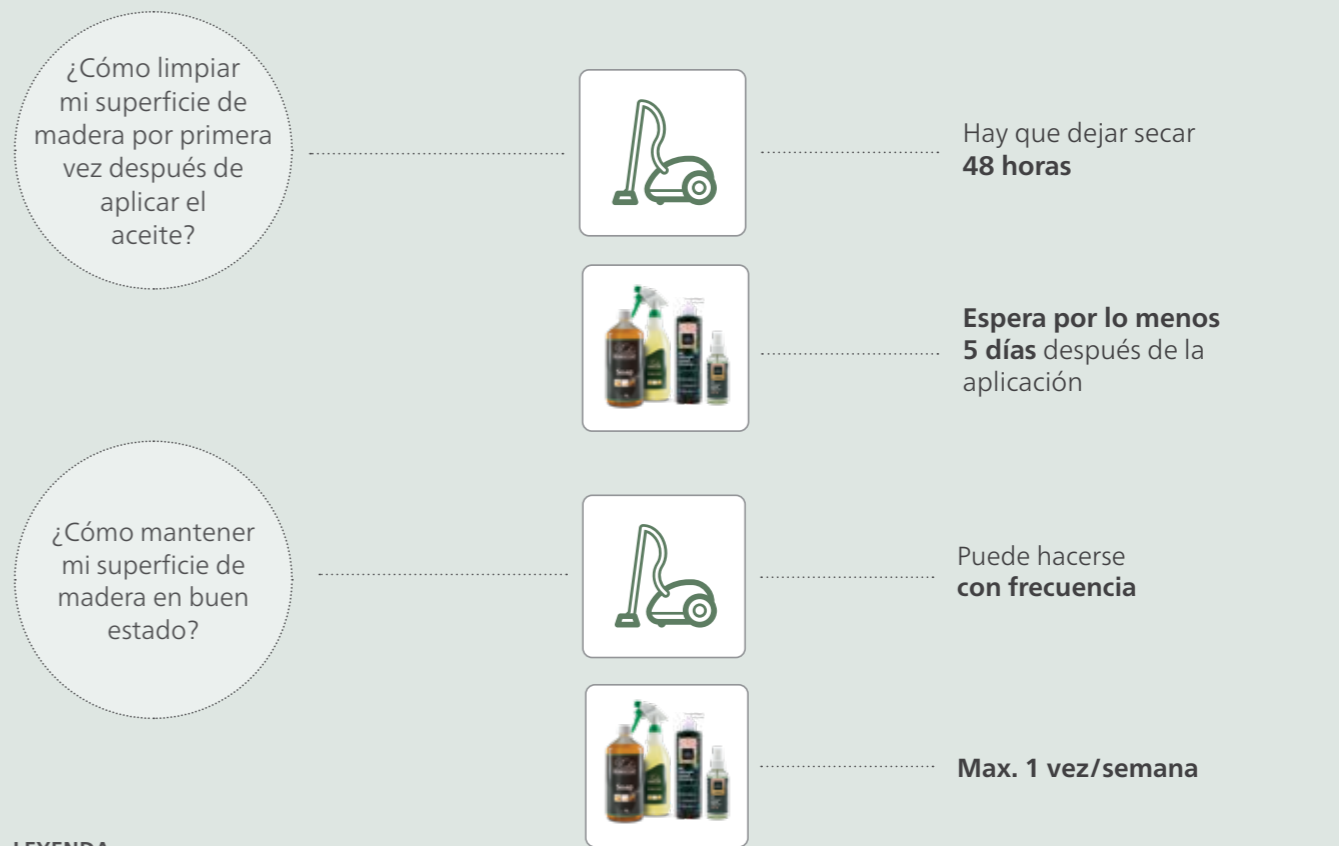 ¿Cómo limpiar
mi superficie de
madera por primera
vez después de
aplicar el
aceite?
Hay que dejar secar
48 horas
Soap
Espera por lo menos
5 días después de la
aplicación
¿Cómo mantener
mi superficie de
madera en buen
estado?
Puede hacerse
con frecuencia
Soap
Max. 1 vez/semana
LEYENDA